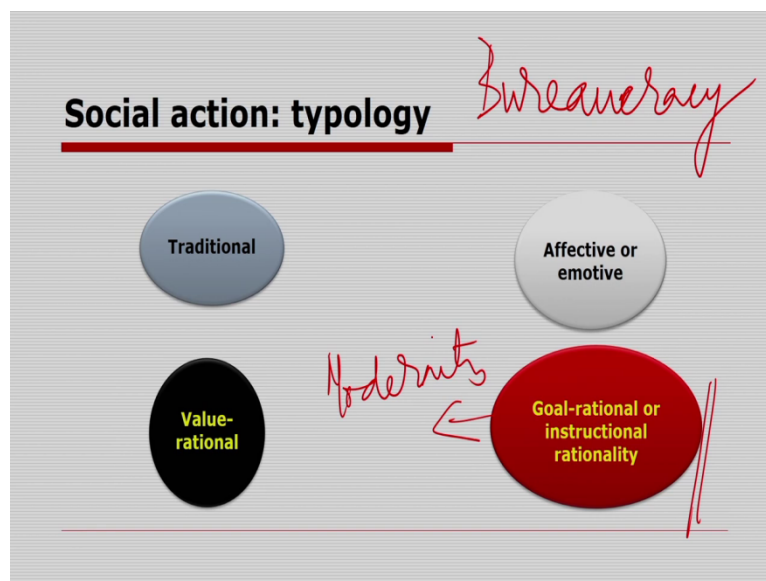 Bureaucracy
Social action: typology
Traditional
Affective or
emotive
Modernity
Value-
rational
Goal-rational or
instructional
rationality